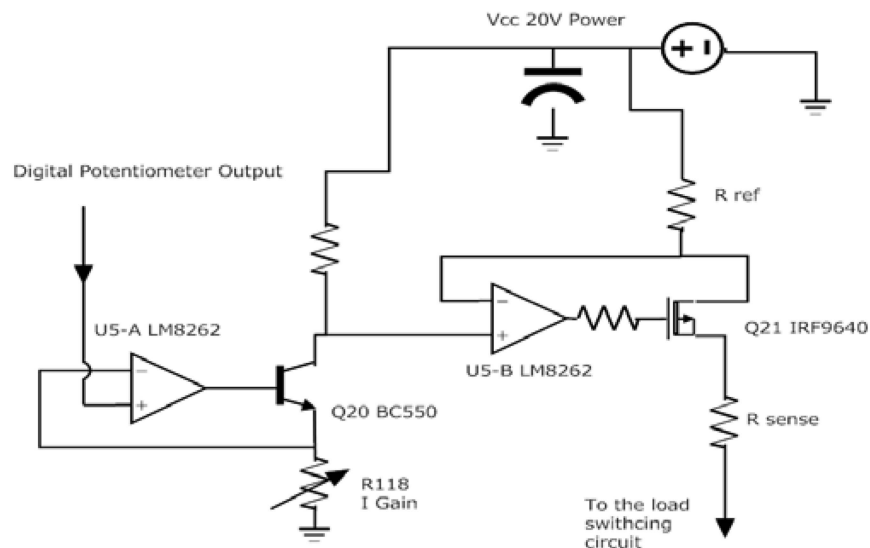 Vcc 20V Power
Digital Potentiometer Output
R ref
U5-A LM8262
Q21 IRF9640
U5-B LM8262
Q20 BC550
R sense
R118
I Gain
To the load
swithcing
circuit